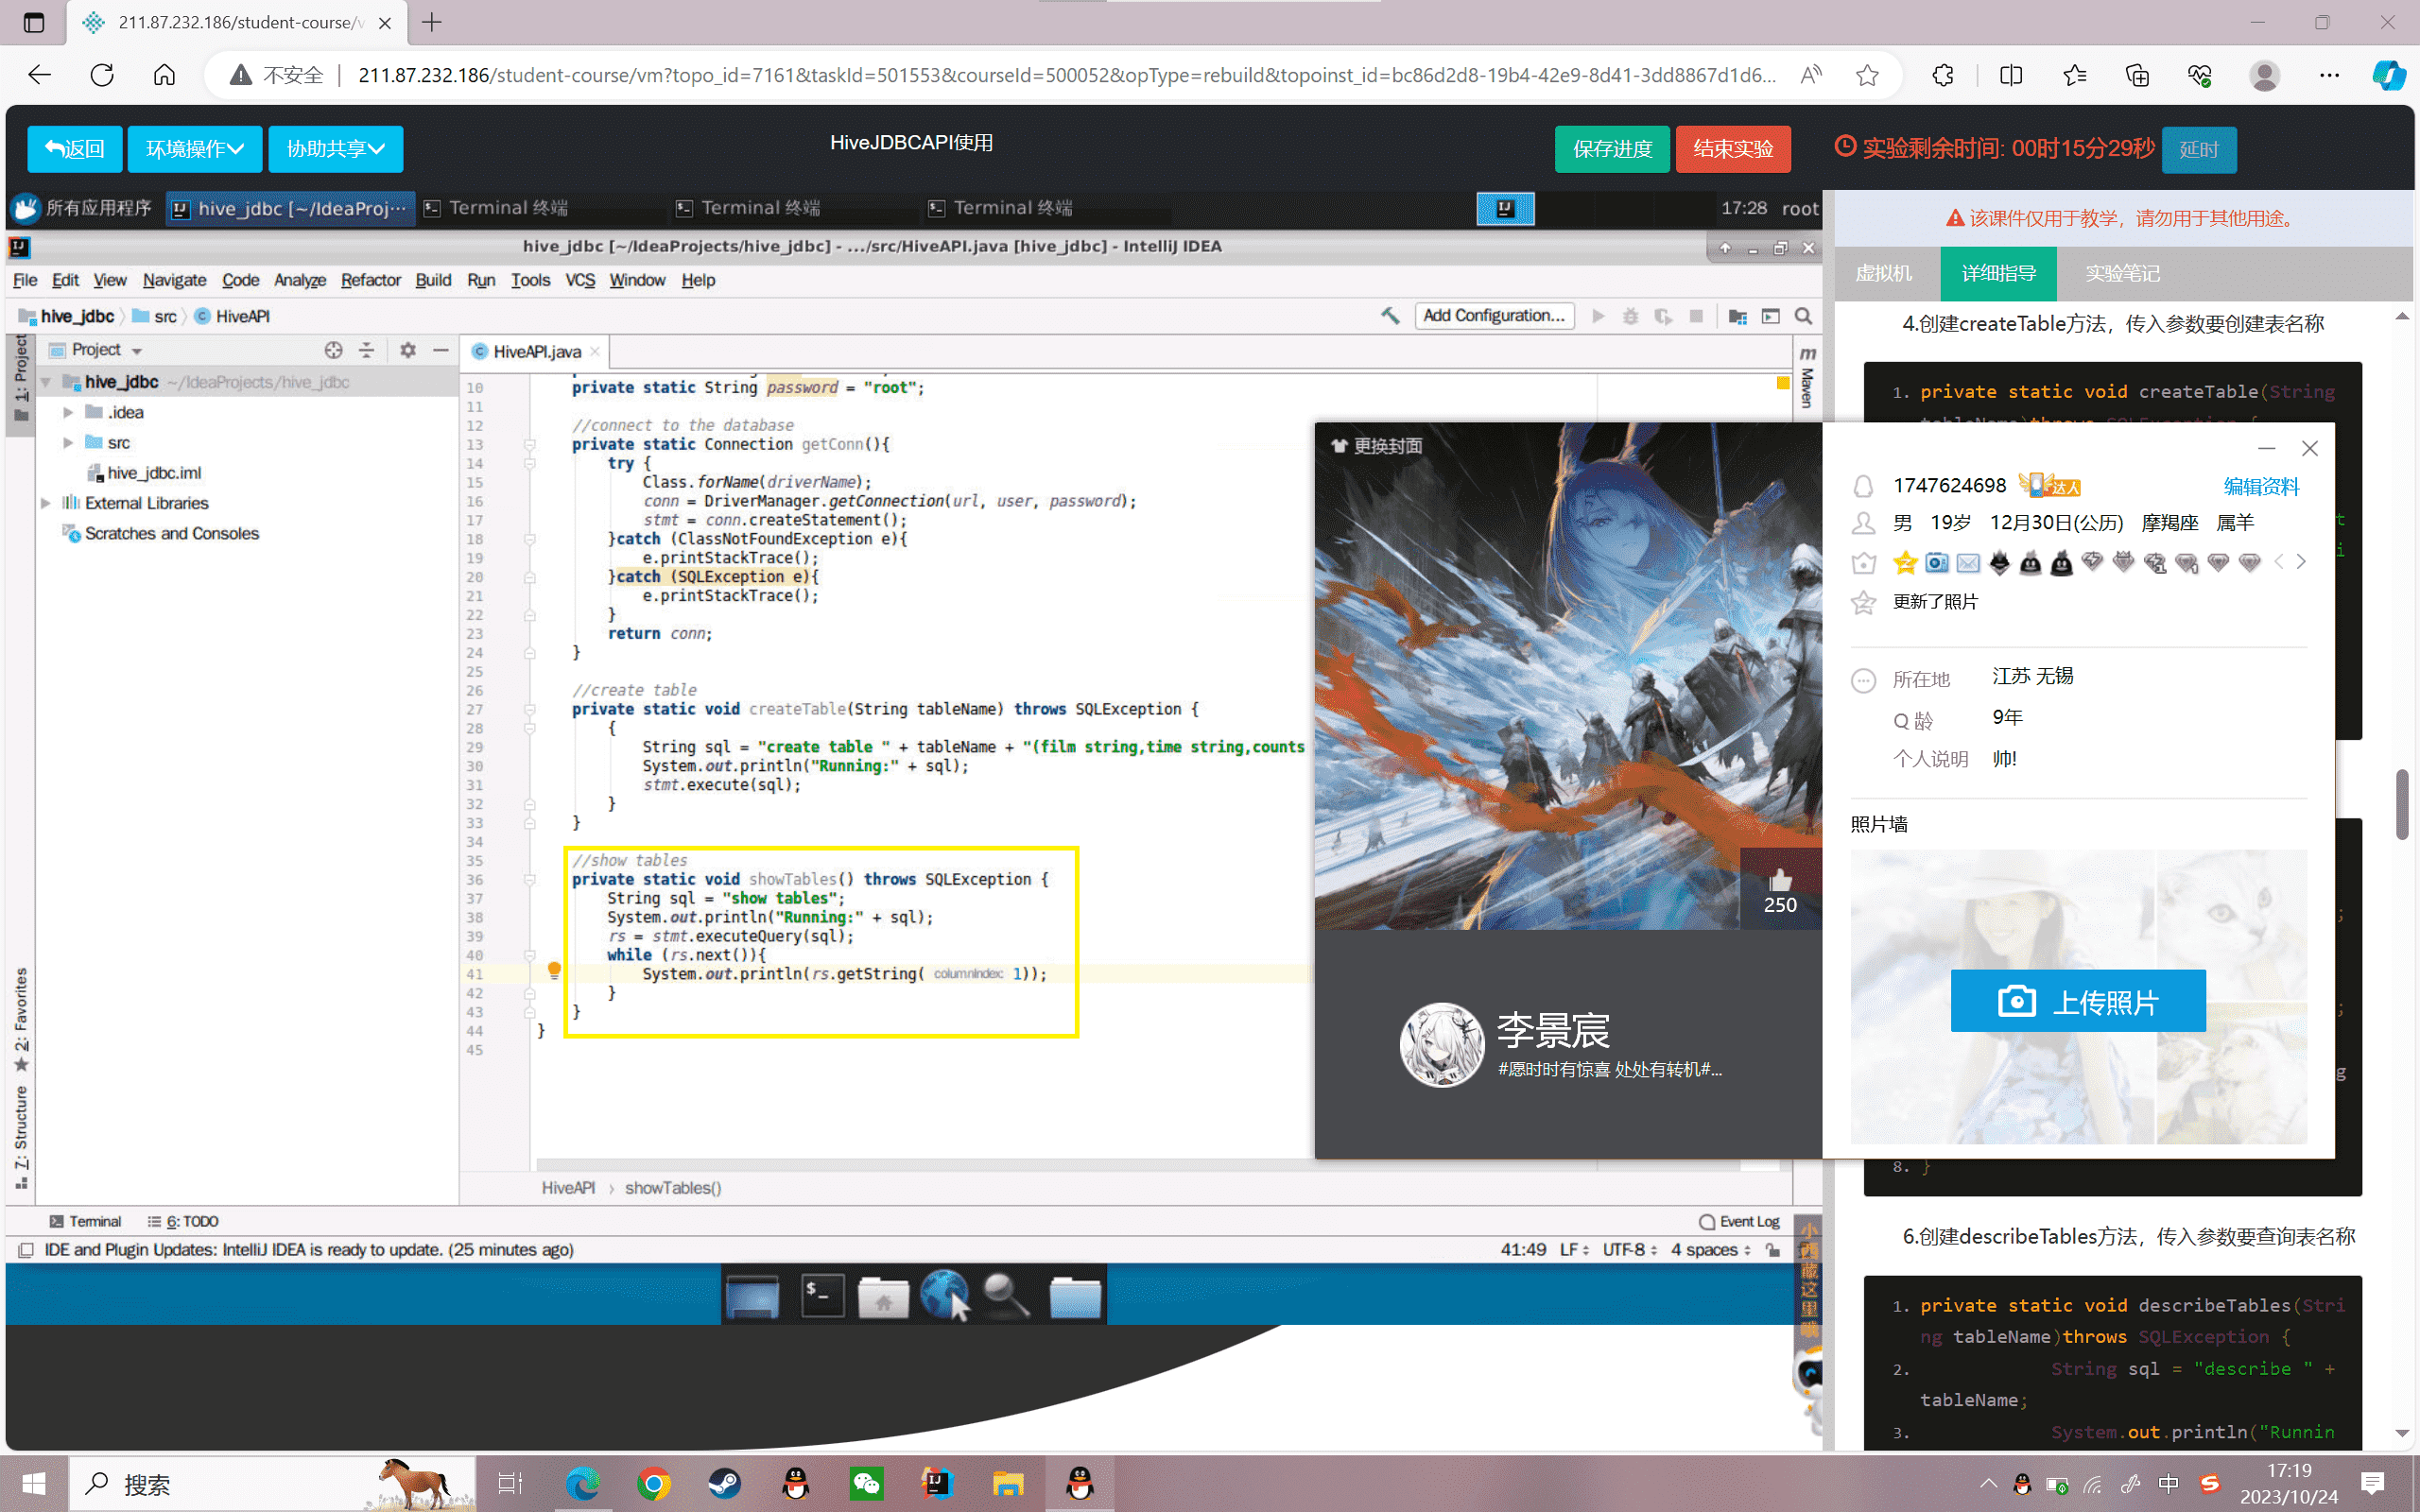 211.87.232.186/student-course/v
不安全
211.87.232.186/student-course/vm?topo_id=7161&taskId=501553&courseId=500052&opType=rebuild&topoinst_id=bc86d2d8-19b4-42e9-8d41-3dd8867d1d6...
返回
环境操作
协助共享
HiveJDBCAPI使用
保存进度
结束实验
实验剩余时间: 00时15分29秒
延时
所有应用程序
hive_jdbc [~/IdeaProj···
Terminal 终端
Terminal 终端
Terminal 终端
17:28 root
hive_jdbc [~/IdeaProjects/hive_jdbc] - .../src/HiveAPI.java [hive_jdbc] - IntelliJ IDEA
File Edit View Navigate Code Analyze Refactor Build Run Tools VCS Window Help
hive_jdbc src HiveAPI
Add Configuration...
1: Project
Project
hive_jdbc ~/IdeaProjects/hive_jdbc
.idea
src
hive_jdbc.iml
External Libraries
Scratches and Consoles
2: Favorites
7: Structure
HiveAPI.java
Maven
10 private static String password = "root";
11
12 //connect to the database
13 private static Connection getConn(){
14 try {
15 Class.forName(driverName);
16 conn = DriverManager.getConnection(url, user, password);
17 stmt = conn.createStatement();
18 }catch (ClassNotFoundException e){
19 e.printStackTrace();
20 }catch (SQLException e){
21 e.printStackTrace();
22 }
23 return conn;
24 }
25
26 //create table
27 private static void createTable(String tableName) throws SQLException {
28 {
29 String sql = "create table " + tableName + "(film string,time string,counts
30 System.out.println("Running:" + sql);
31 stmt.execute(sql);
32 }
33 }
34
35 //show tables
36 private static void showTables() throws SQLException {
37 String sql = "show tables";
38 System.out.println("Running:" + sql);
39 rs = stmt.executeQuery(sql);
40 while (rs.next()){
41 System.out.println(rs.getString( columnIndex: 1));
42 }
43 }
44 }
45
HiveAPI › showTables()
Terminal 6: TODO
Event Log
IDE and Plugin Updates: IntelliJ IDEA is ready to update. (25 minutes ago)
41:49 LF UTF-8 4 spaces
该课件仅用于教学，请勿用于其他用途。
虚拟机
详细指导
实验笔记
4.创建createTable方法，传入参数要创建表名称
1. private static void createTable(String
更换封面
250
李景宸
#愿时时有惊喜 处处有转机#...
1747624698
达人
编辑资料
男 19岁 12月30日(公历) 摩羯座 属羊
更新了照片
所在地 江苏 无锡
Q 龄 9年
个人说明 帅!
照片墙
上传照片
8. }
6.创建describeTables方法，传入参数要查询表名称
1. private static void describeTables(Stri
ng tableName)throws SQLException {
2. String sql = "describe " +
tableName;
3. System.out.println("Runnin
搜索
中
17:19
2023/10/24